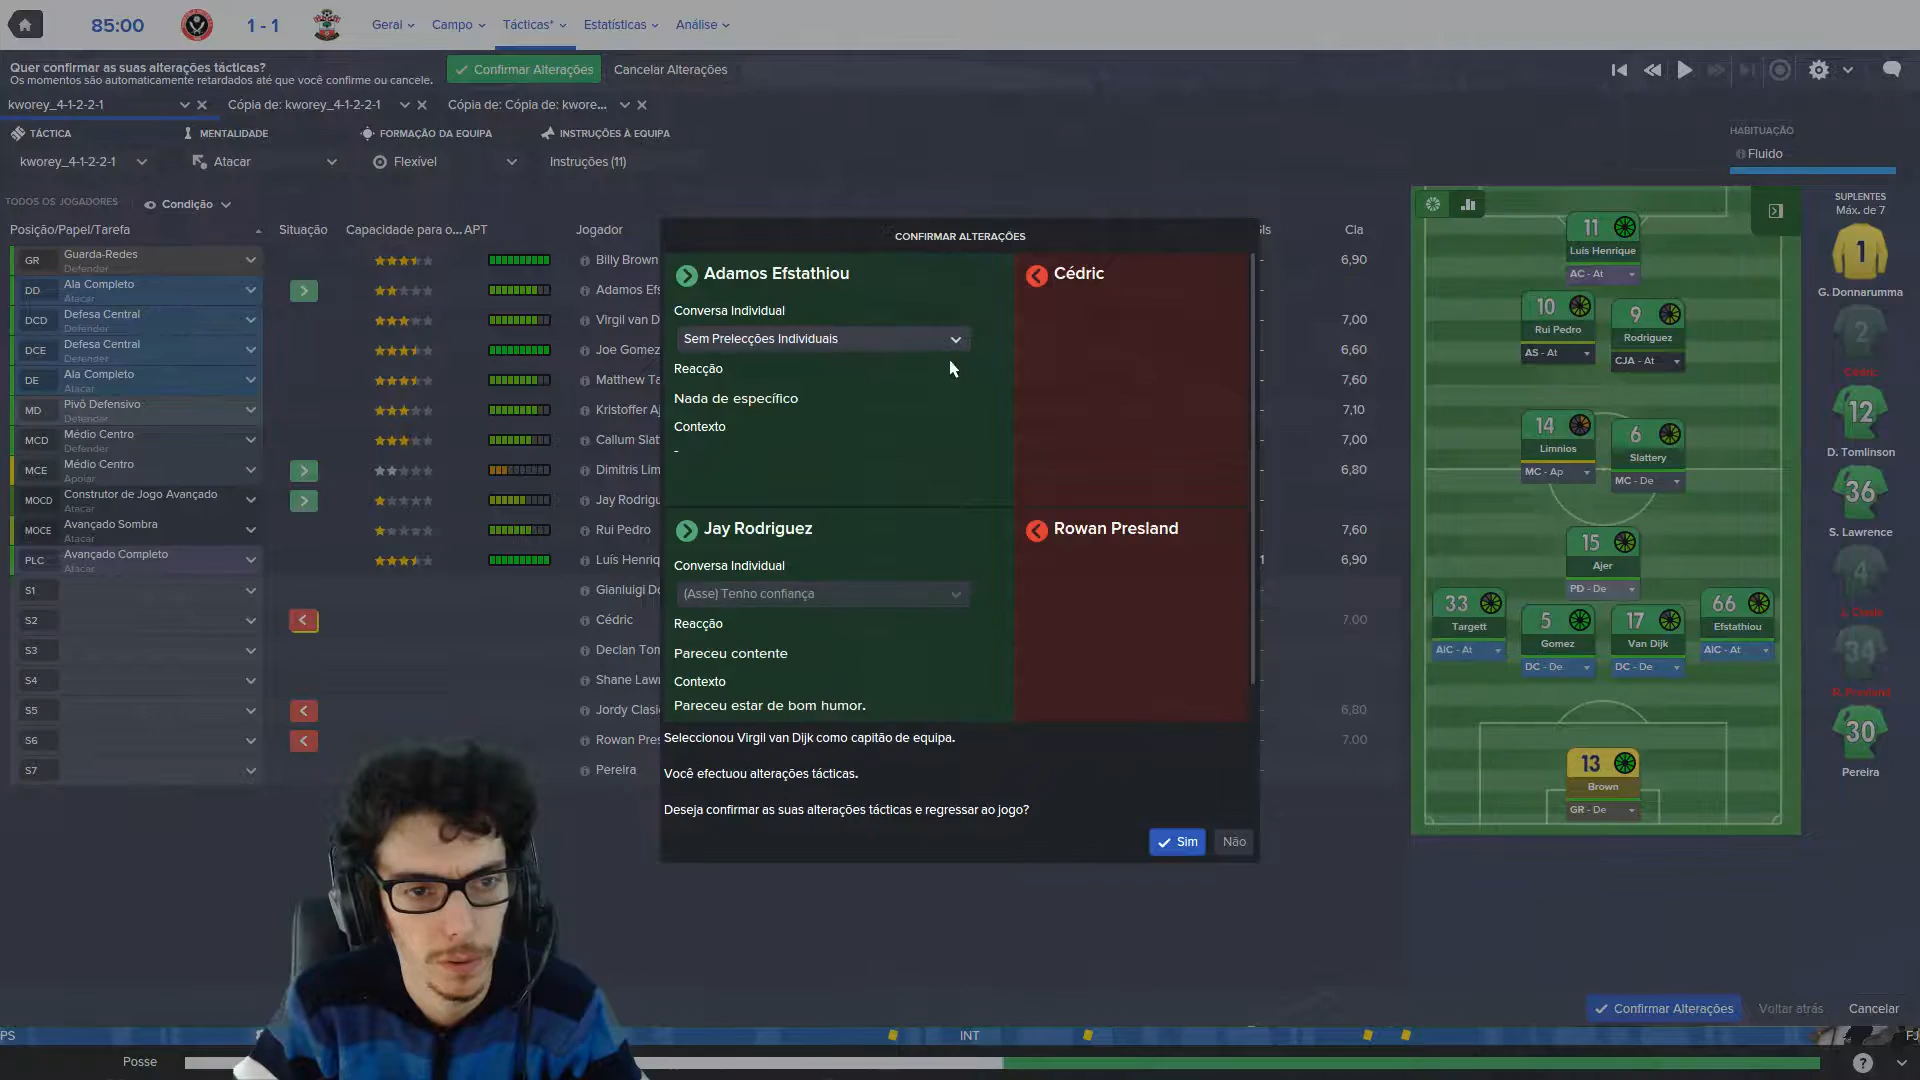 85:00
1 - 1
Geral
Campo
Tácticas*
Estatísticas
Análise
Quer confirmar as suas alterações tácticas?
Os momentos são automaticamente retardados até que você confirme ou cancele.
Confirmar Alterações
Cancelar Alterações
kworey_4-1-2-2-1
Cópia de: kworey_4-1-2-2-1
Cópia de: Cópia de: kwore...
TÁCTICA
MENTALIDADE
FORMAÇÃO DA EQUIPA
INSTRUÇÕES À EQUIPA
kworey_4-1-2-2-1
Atacar
Flexível
Instruções (11)
HABITUAÇÃO
Fluido
TODOS OS JOGADORES
Condição
Posição/Papel/Tarefa
Situação
Capacidade para o... APT
Jogador
Cla
GR
Guarda-Redes
Defender
Billy Brown
6,90
DD
Ala Completo
Atacar
Adamos Efs
DCD
Defesa Central
Defender
Virgil van D
7,00
DCE
Defesa Central
Defender
Joe Gomez
6,60
DE
Ala Completo
Atacar
Matthew Ta
7,60
MD
Pivô Defensivo
Defender
Kristoffer Aj
7,10
MCD
Médio Centro
Defender
Callum Slat
7,00
MCE
Médio Centro
Apoiar
Dimitris Lim
6,80
MOCD
Construtor de Jogo Avançado
Atacar
Jay Rodrigu
MOCE
Avançado Sombra
Atacar
Rui Pedro
7,60
PLC
Avançado Completo
Atacar
Luís Henriq
1
6,90
S1
Gianluigi Do
S2
Cédric
7.00
S3
Declan Tom
S4
Shane Lawr
S5
Jordy Clasi
6,80
S6
Rowan Pres
7.00
S7
Pereira
CONFIRMAR ALTERAÇÕES
Adamos Efstathiou
Cédric
Conversa Individual
Sem Prelecções Individuais
Reacção
Nada de específico
Contexto
-
Jay Rodriguez
Rowan Presland
Conversa Individual
(Asse) Tenho confiança
Reacção
Pareceu contente
Contexto
Pareceu estar de bom humor.
Seleccionou Virgil van Dijk como capitão de equipa.
Você efectuou alterações tácticas.
Deseja confirmar as suas alterações tácticas e regressar ao jogo?
Sim
Não
11
Luís Henrique
AC - At
10
Rui Pedro
AS - At
9
Rodriguez
CJA - At
14
Limnios
MC - Ap
6
Slattery
MC - De
15
Ajer
PD - De
33
Targett
AlC - At
5
Gomez
DC - De
17
Van Dijk
DC - De
66
Efstathiou
AlC - At
13
Brown
GR - De
SUPLENTES
Máx. de 7
1
G. Donnarumma
2
Cédric
12
D. Tomlinson
36
S. Lawrence
4
J. Clasie
34
R. Presland
30
Pereira
Confirmar Alterações
Voltar atrás
Cancelar
PS
INT
FJ
Posse
?